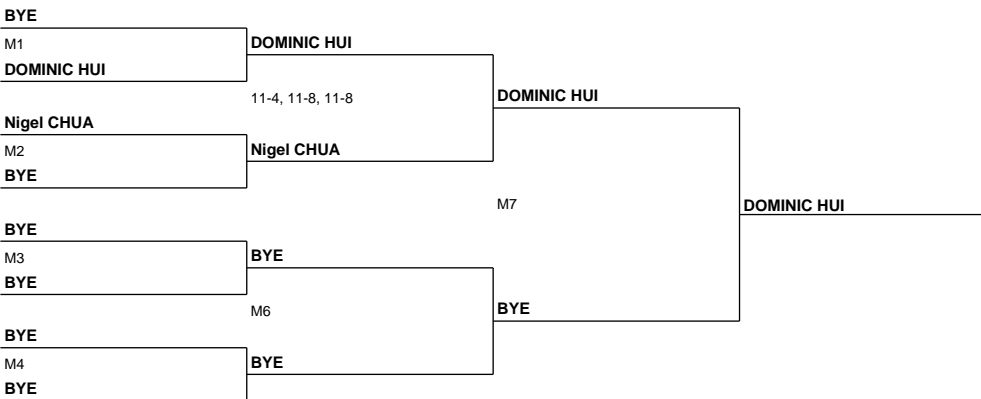 BYE
M1
DOMINIC HUI
DOMINIC HUI
11-4, 11-8, 11-8
DOMINIC HUI
Nigel CHUA
M2
BYE
Nigel CHUA
M7
DOMINIC HUI
BYE
M3
BYE
BYE
M6
BYE
BYE
M4
BYE
BYE